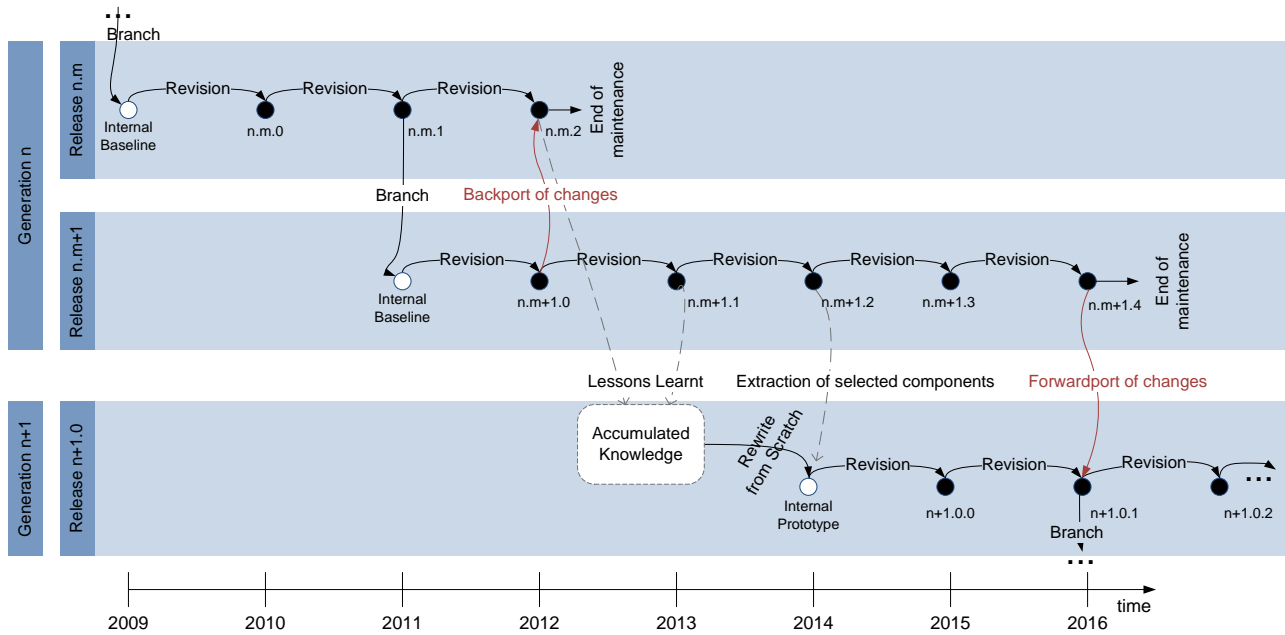 ...
Branch
Generation n
Release n.m
Revision
Revision
Revision
Internal
Baseline
n.m.0
n.m.1
n.m.2
End of
maintenance
Branch
Backport of changes
Release n.m+1
Revision
Revision
Revision
Revision
Revision
Internal
Baseline
n.m+1.0
n.m+1.1
n.m+1.2
n.m+1.3
n.m+1.4
End of
maintenance
Lessons Learnt
Extraction of selected components
Forwardport of changes
Generation n+1
Release n+1.0
Accumulated
Knowledge
Rewrite
from Scratch
Revision
Revision
Revision
...
Internal
Prototype
n+1.0.0
n+1.0.1
n+1.0.2
Branch
...
time
2009
2010
2011
2012
2013
2014
2015
2016